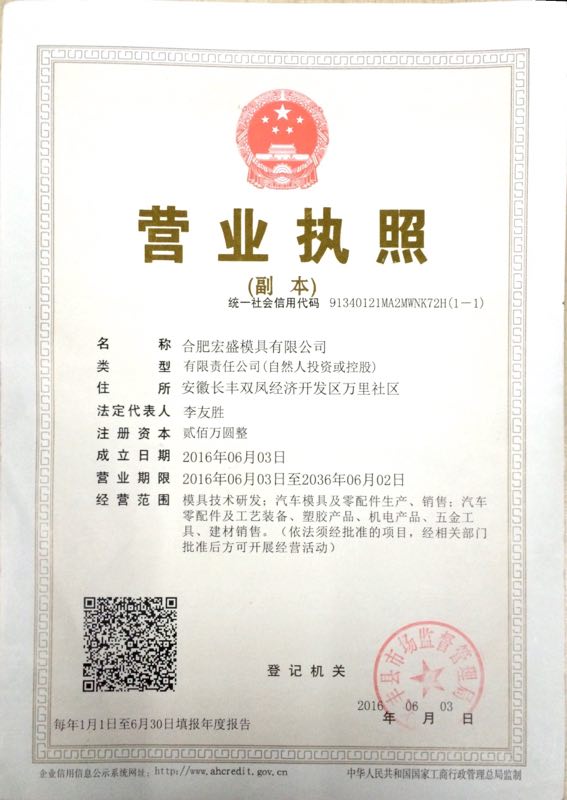 营业执照
(副 本)
统一社会信用代码 91340121MA2MWNK72H(1-1)
名 称 合肥宏盛模具有限公司
类 型 有限责任公司(自然人投资或控股)
住 所 安徽长丰双凤经济开发区万里社区
法定代表人 李友胜
注册资本 贰佰万圆整
成立日期 2016年06月03日
营业期限 2016年06月03日至2036年06月02日
经营范围 模具技术研发；汽车模具及零配件生产、销售；汽车
零配件及工艺装备、塑胶产品、机电产品、五金工
具、建材销售。（依法须经批准的项目，经相关部门
批准后方可开展经营活动）
登记机关
丰县市场监督管理局
2016 06 03
年 月 日
每年1月1日至6月30日填报年度报告
企业信用信息公示系统网址：http://www.ahcredit.gov.cn
中华人民共和国国家工商行政管理总局监制